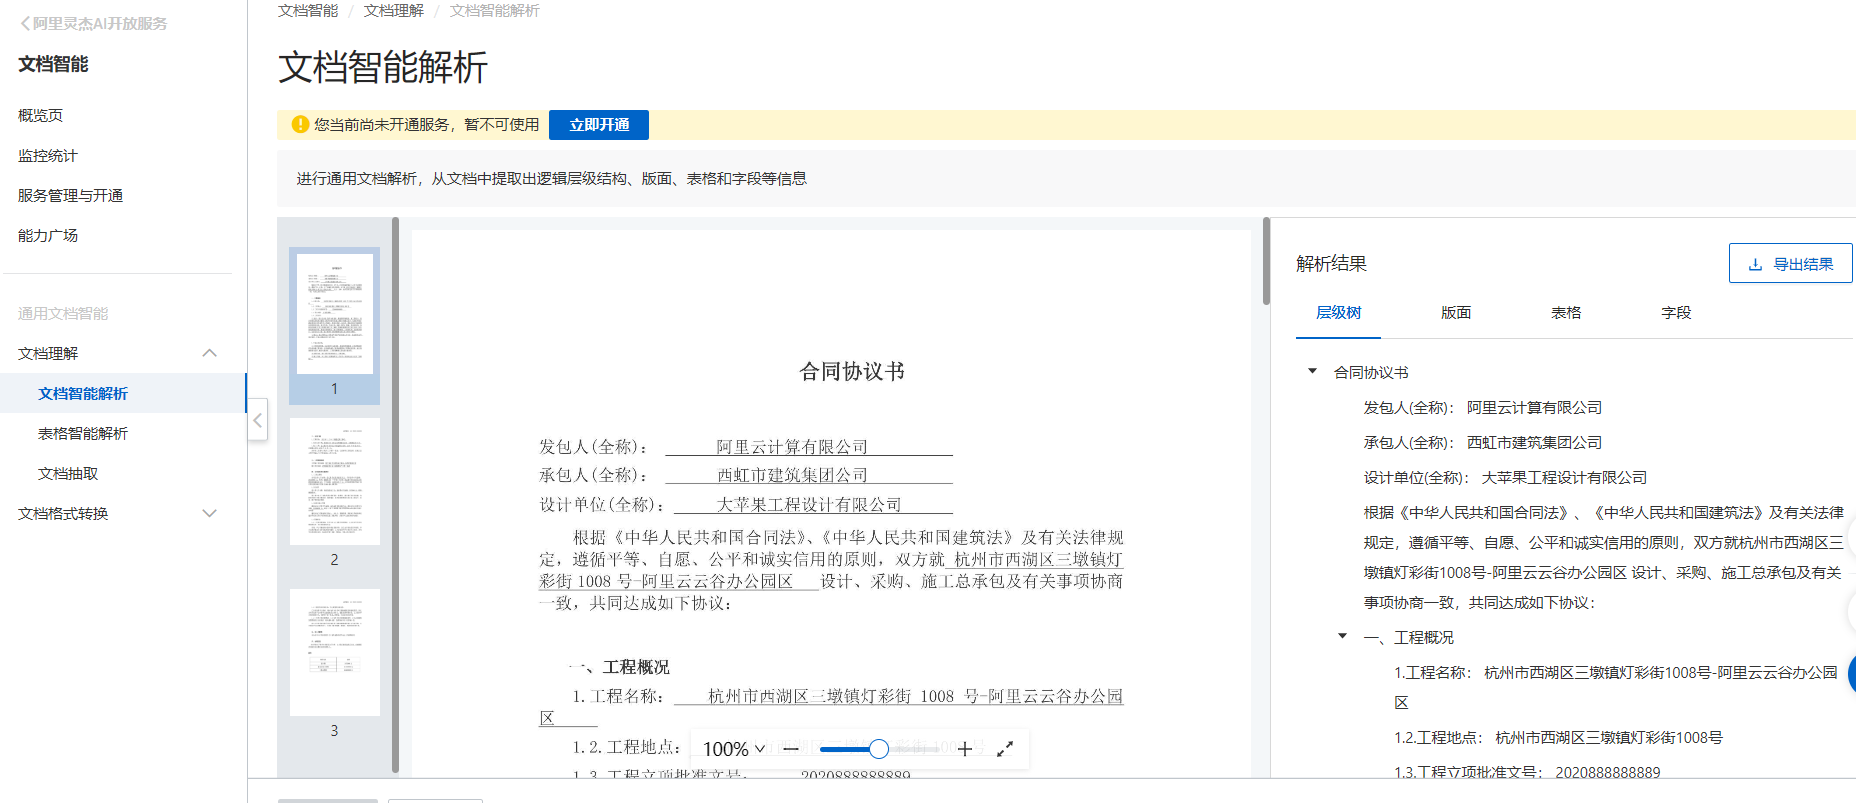 阿里灵杰AI开放服务
文档智能
概览页
监控统计
服务管理与开通
能力广场
通用文档智能
文档理解
文档智能解析
表格智能解析
文档抽取
文档格式转换
文档智能 / 文档理解 / 文档智能解析
文档智能解析
您当前尚未开通服务，暂不可使用 立即开通
进行通用文档解析，从文档中提取出逻辑层级结构、版面、表格和字段等信息
1
2
3
合同协议书
发包人(全称)： 阿里云计算有限公司
承包人(全称)： 西虹市建筑集团公司
设计单位(全称)： 大苹果工程设计有限公司
根据《中华人民共和国合同法》、《中华人民共和国建筑法》及有关法律规
定，遵循平等、自愿、公平和诚实信用的原则，双方就 杭州市西湖区三墩镇灯
彩街 1008 号-阿里云云谷办公园区 设计、采购、施工总承包及有关事项协商
一致，共同达成如下协议：
一、工程概况
1.工程名称： 杭州市西湖区三墩镇灯彩街 1008 号-阿里云云谷办公园
区
1.2.工程地点：
1.3.工程立项批准文号： 2020888888889
100%
解析结果
导出结果
层级树 版面 表格 字段
合同协议书
发包人(全称)： 阿里云计算有限公司
承包人(全称)： 西虹市建筑集团公司
设计单位(全称)： 大苹果工程设计有限公司
根据《中华人民共和国合同法》、《中华人民共和国建筑法》及有关法律
规定，遵循平等、自愿、公平和诚实信用的原则，双方就杭州市西湖区三
墩镇灯彩街1008号-阿里云云谷办公园区 设计、采购、施工总承包及有关
事项协商一致，共同达成如下协议：
一、工程概况
1.工程名称： 杭州市西湖区三墩镇灯彩街1008号-阿里云云谷办公园
区
1.2.工程地点： 杭州市西湖区三墩镇灯彩街1008号
1.3.工程立项批准文号： 2020888888889